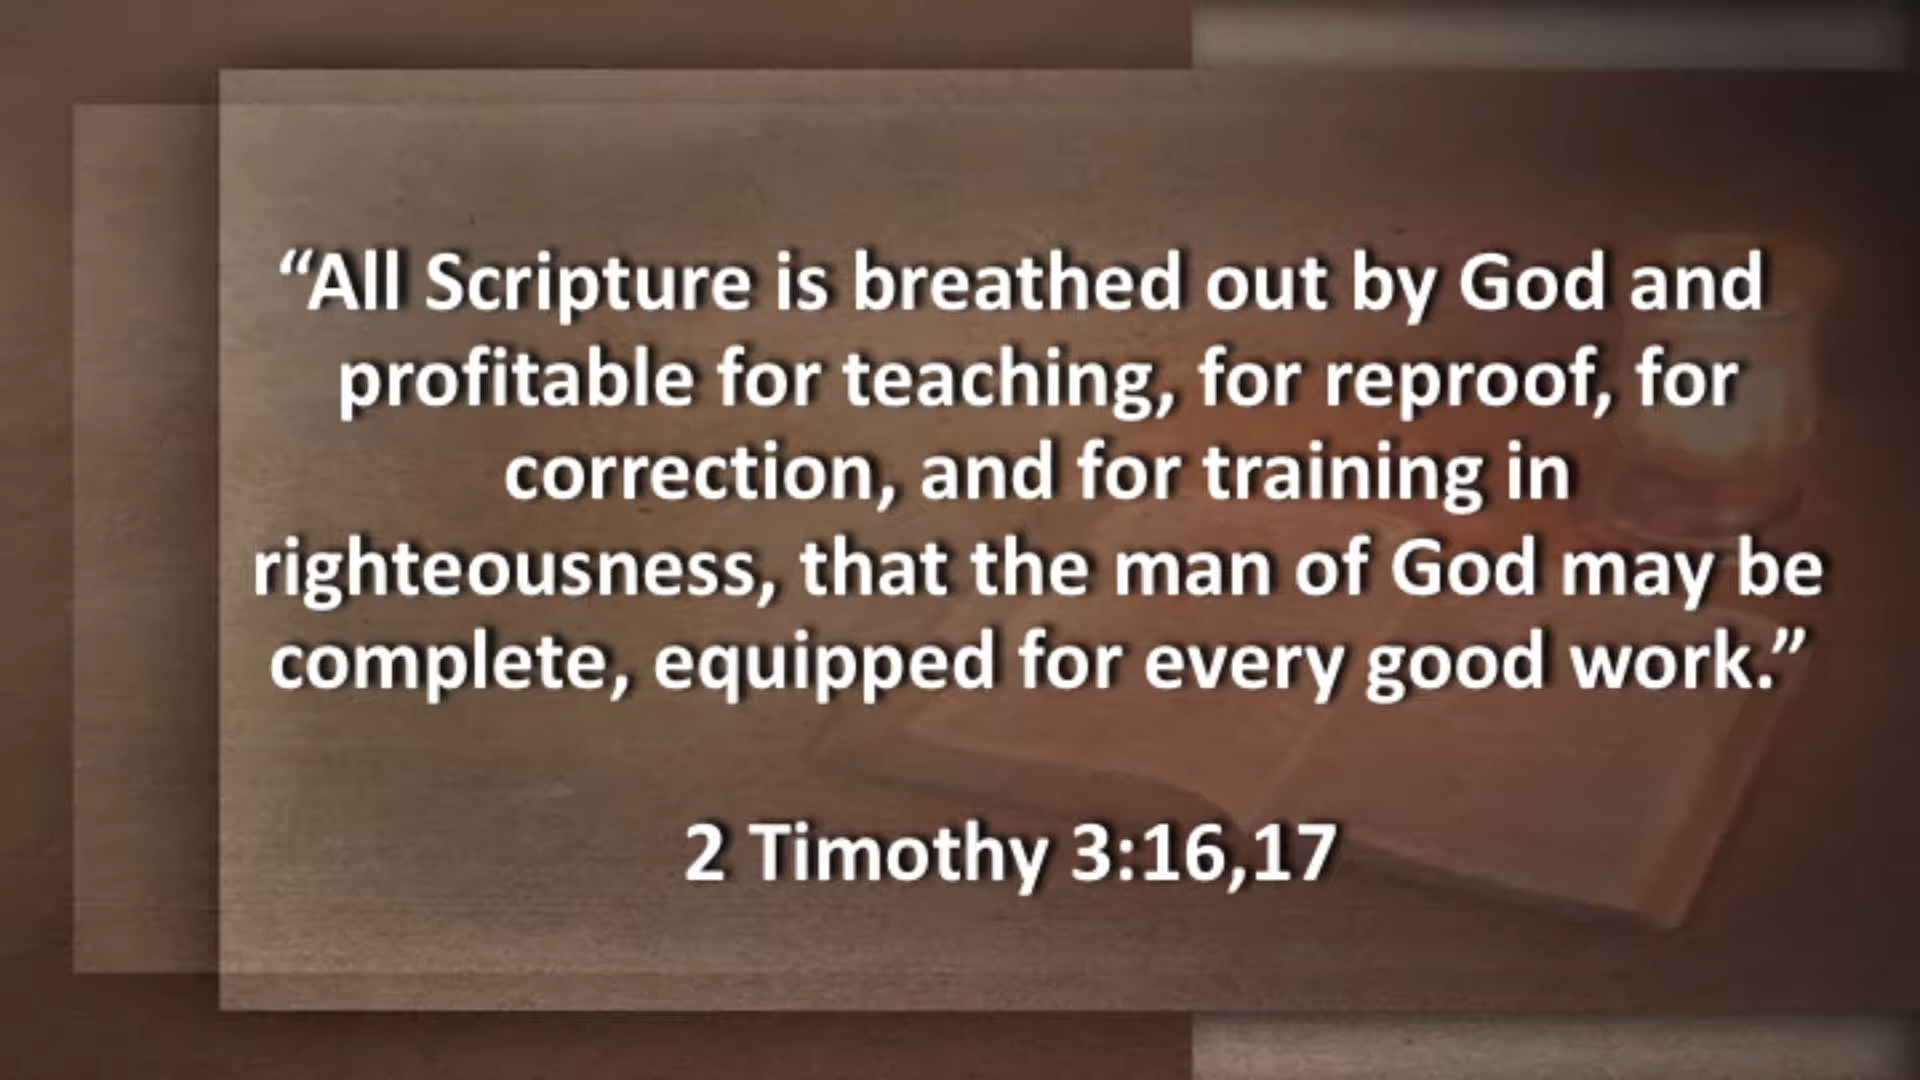 “All Scripture is breathed out by God and
profitable for teaching, for reproof, for
correction, and for training in
righteousness, that the man of God may be
complete, equipped for every good work.”
2 Timothy 3:16,17